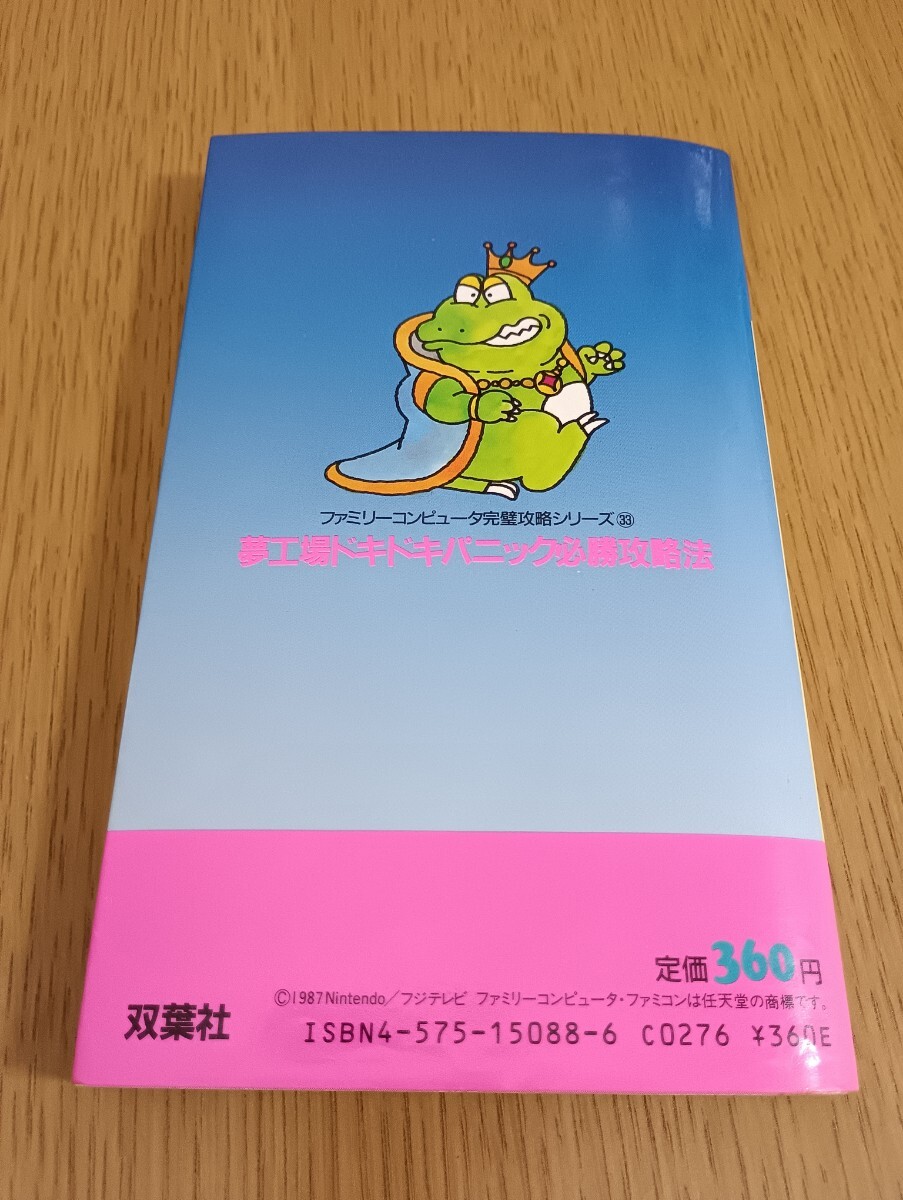 ファミリーコンピュータ完璧攻略シリーズ㉝
夢工場ドキドキパニック必勝攻略法
定価360円
©1987Nintendo/フジテレビ ファミリーコンピュータ・ファミコンは任天堂の商標です。
双葉社
ISBN4-575-15088-6 C0276 ¥360E